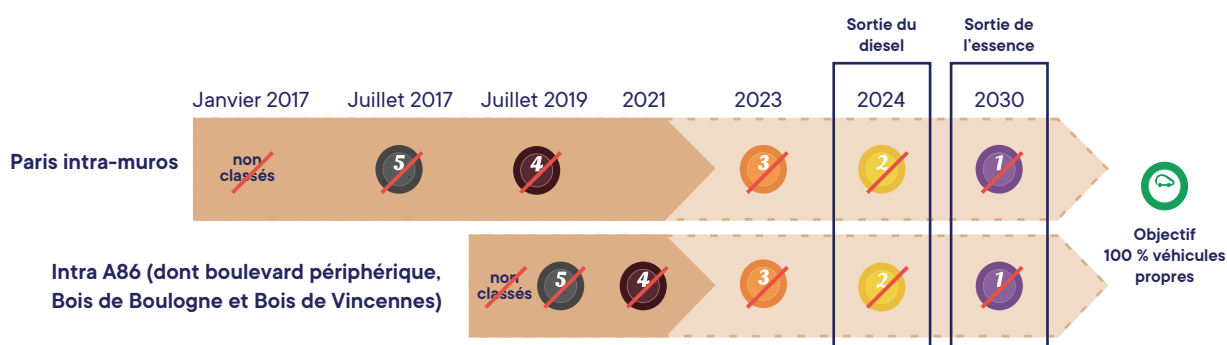 Sortie du
diesel
Sortie de
l'essence
Janvier 2017
Juillet 2017
Juillet 2019
2021
2023
2024
2030
Paris intra-muros
non
classés
5
4
3
2
1
Objectif
100 % véhicules
propres
Intra A86 (dont boulevard périphérique,
Bois de Boulogne et Bois de Vincennes)
non
classés
5
4
3
2
1